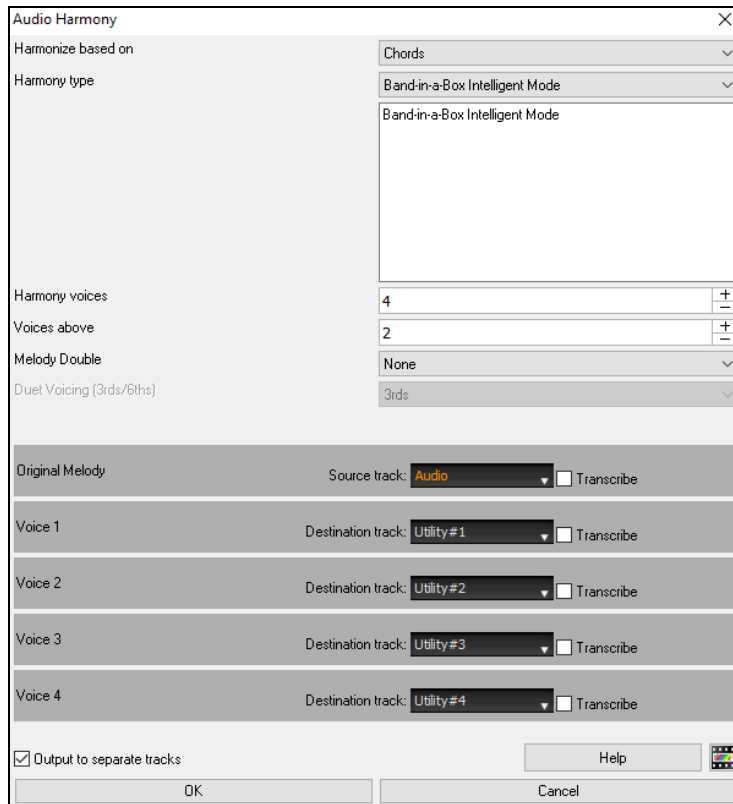 Audio Harmony
Harmonize based on Chords
Harmony type Band-in-a-Box Intelligent Mode
Band-in-a-Box Intelligent Mode
Harmony voices 4
Voices above 2
Melody Double None
Duet Voicing (3rds/6ths) 3rds
Original Melody Source track: Audio Transcribe
Voice 1 Destination track: Utility#1 Transcribe
Voice 2 Destination track: Utility#2 Transcribe
Voice 3 Destination track: Utility#3 Transcribe
Voice 4 Destination track: Utility#4 Transcribe
Output to separate tracks Help
OK Cancel